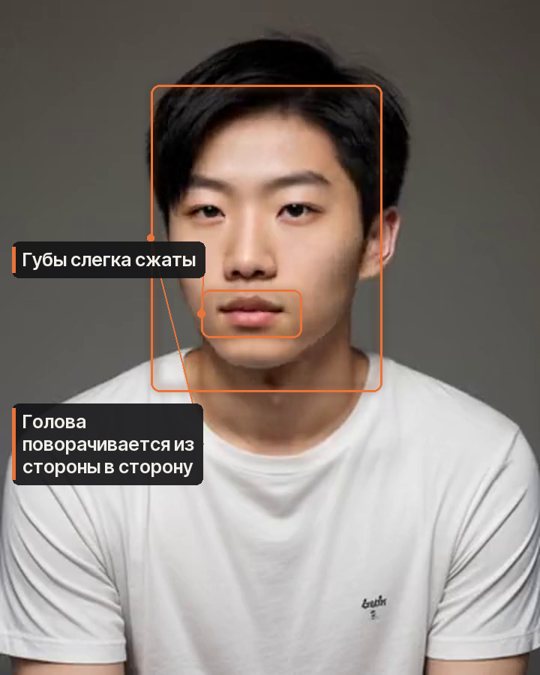 Губы слегка сжаты
Голова
поворачивается из
стороны в сторону